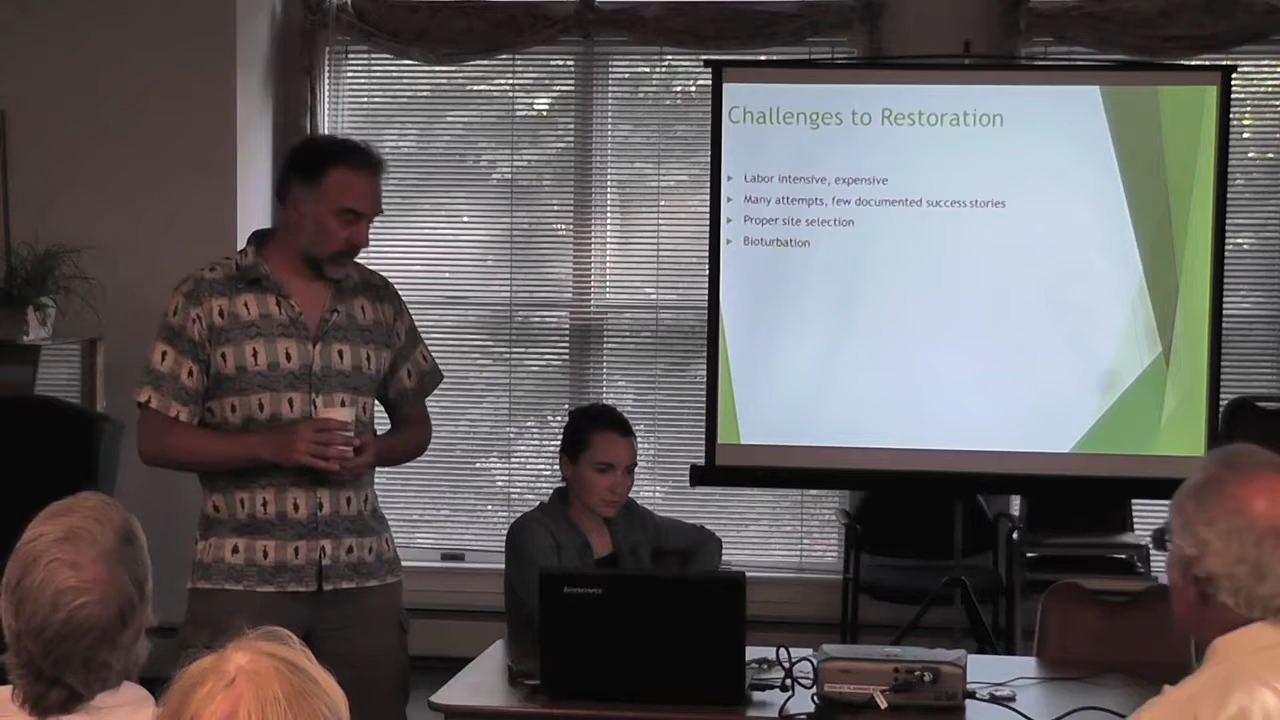 Challenges to Restoration
Labor intensive, expensive
Many attempts, few documented success stories
Proper site selection
Bioturbation
lenovo